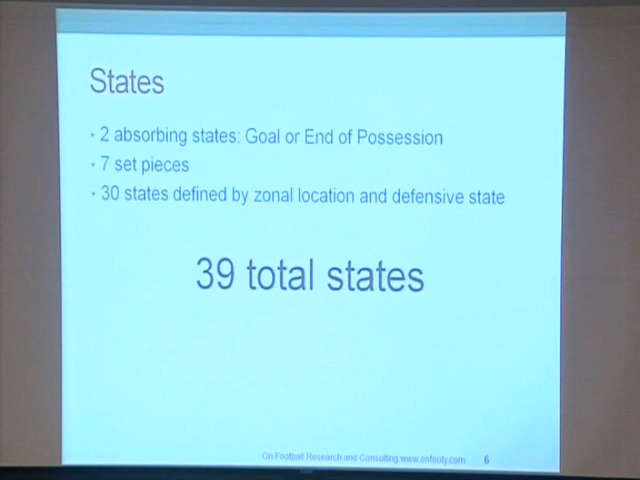 States
• 2 absorbing states: Goal or End of Possession
• 7 set pieces
• 30 states defined by zonal location and defensive state
39 total states
On Football Research and Consulting www.onfooty.com 6